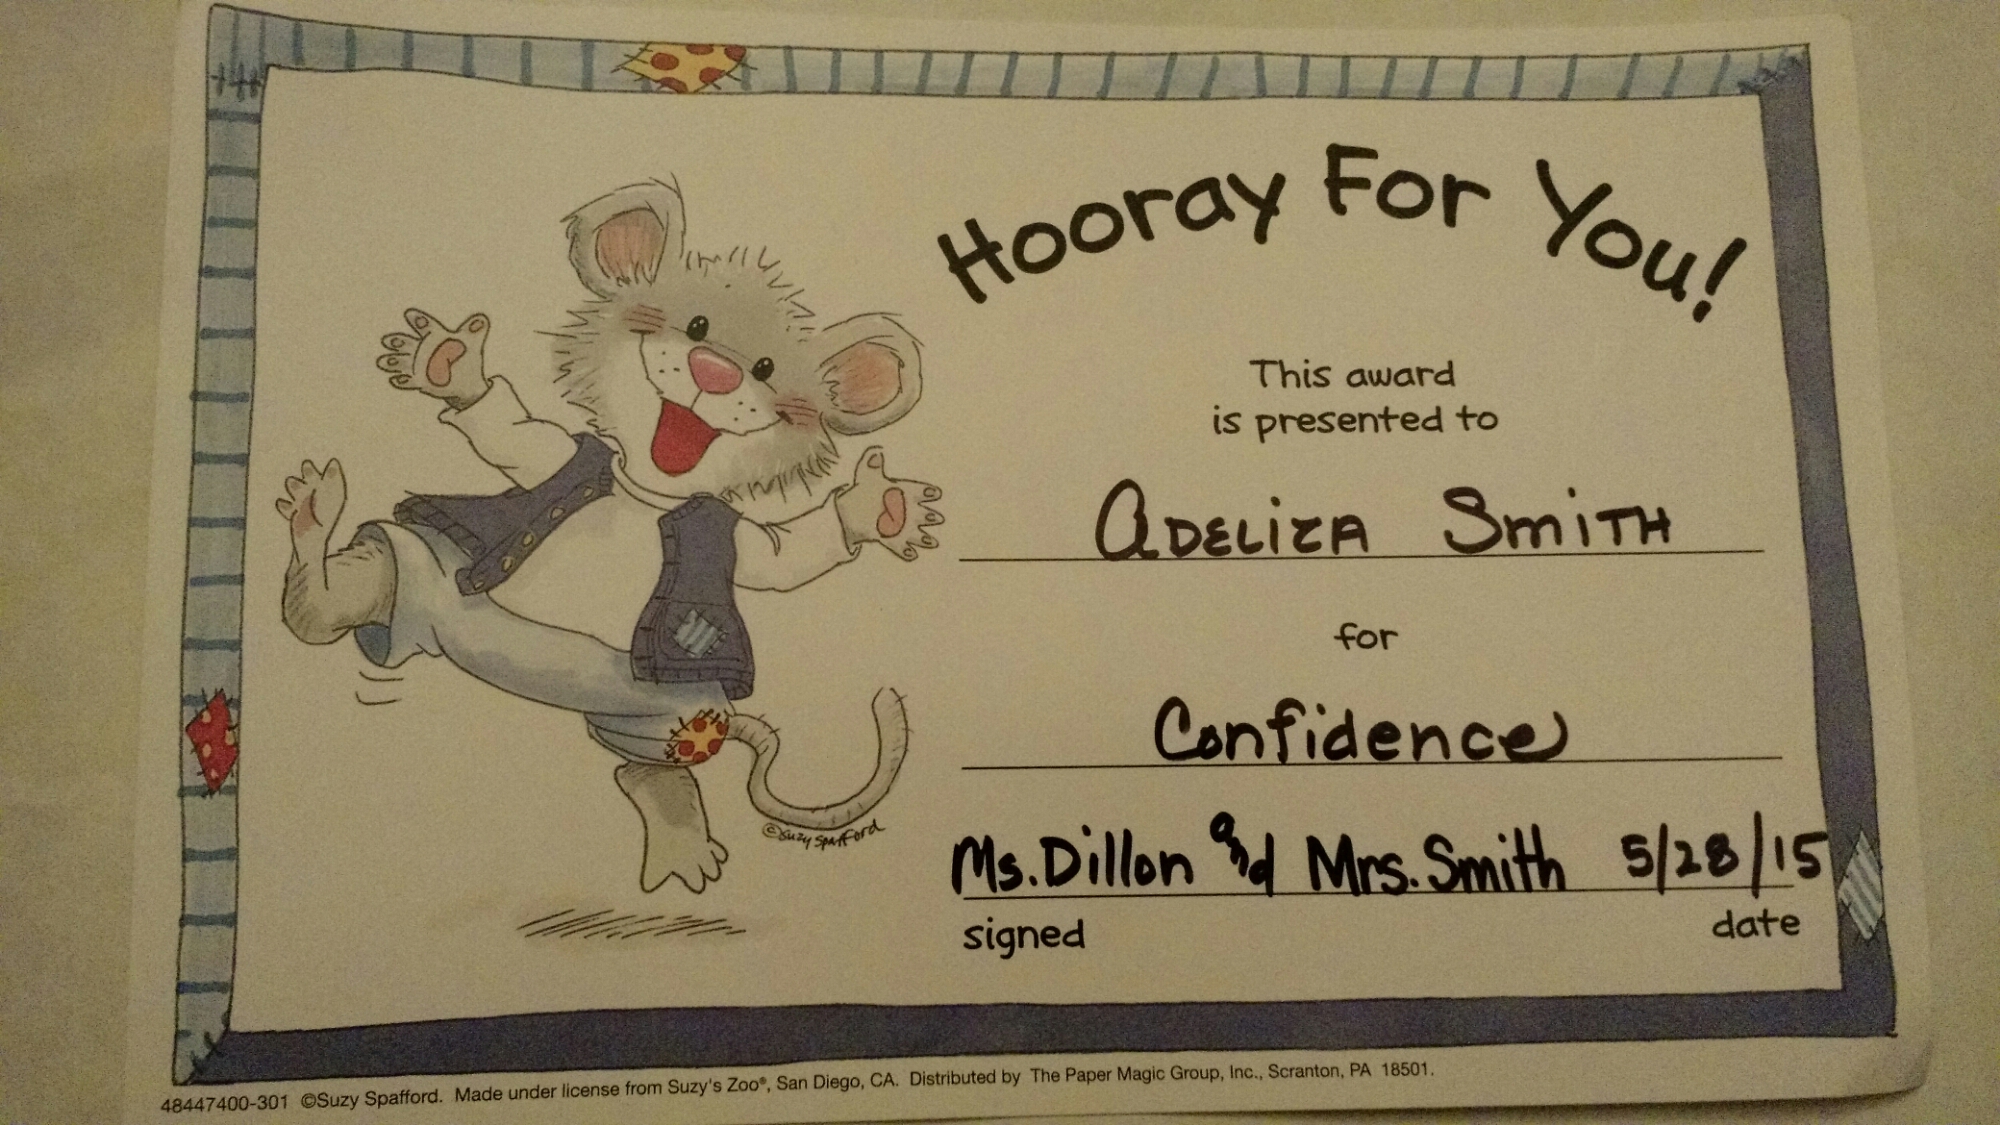 Hooray For You!
This award
is presented to
ADELIZA SMITH
for
Confidence
Ms. Dillon and Mrs. Smith 5/28/15
signed date
©Suzy Spafford
48447400-301 ©Suzy Spafford. Made under license from Suzy's Zoo®, San Diego, CA. Distributed by The Paper Magic Group, Inc., Scranton, PA 18501.